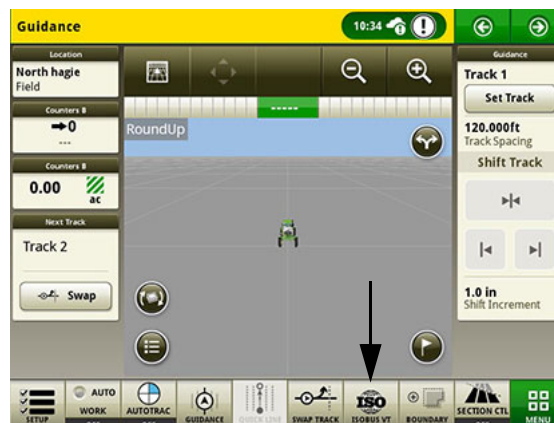 Guidance
10:34
Location
North hagie
Field
Counters B
0
---
Counters B
0.00
ac
Next Track
Track 2
Swap
-----
RoundUp
Guidance
Track 1
Set Track
120.000ft
Track Spacing
Shift Track
1.0 in
Shift Increment
SETUP
AUTO
WORK
AUTOTRAC
GUIDANCE
QUICK LINE
SWAP TRACK
ISO
ISOBUS VT
BOUNDARY
SECTION CTL
MENU